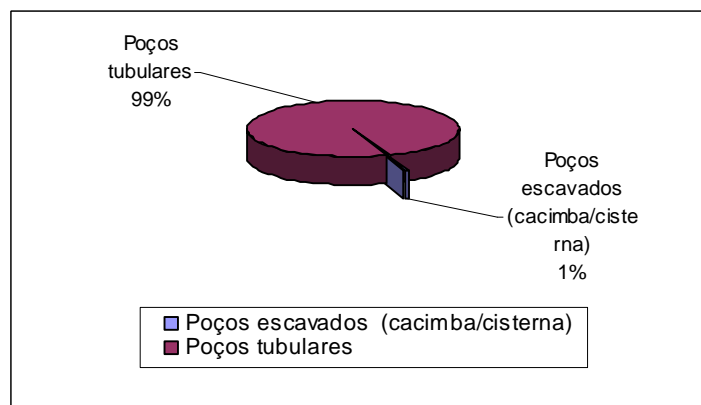 Poços
tubulares
99%
Poços
escavados
(cacimba/ciste
rna)
1%
Poços escavados (cacimba/cisterna)
Poços tubulares